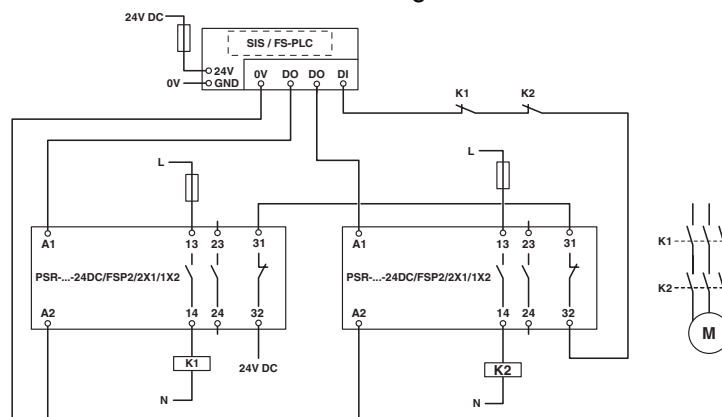 24V DC
SIS / FS-PLC
24V
0V
GND
0V DO DO DI
K1 K2
L
L
A1 13 23 31
A1 13 23 31
K1
PSR-...-24DC/FSP2/2X1/1X2
PSR-...-24DC/FSP2/2X1/1X2
K2
A2 14 24 32
A2 14 24 32
M
K1
24V DC
K2
N
N